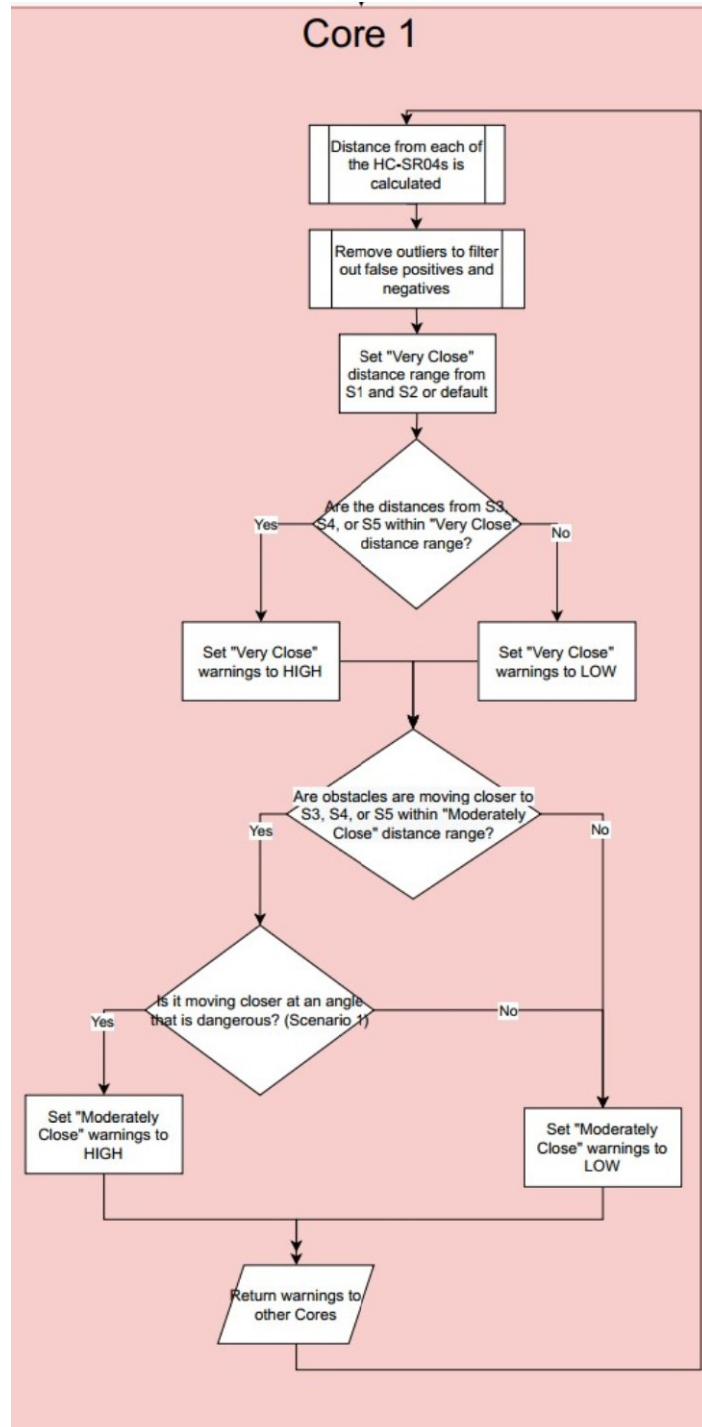 Core 1
Distance from each of
the HC-SR04s is
calculated
Remove outliers to filter
out false positives and
negatives
Set "Very Close"
distance range from
S1 and S2 or default
Are the distances from S3,
S4, or S5 within "Very Close"
distance range?
Yes
No
Set "Very Close"
warnings to HIGH
Set "Very Close"
warnings to LOW
Are obstacles are moving closer to
S3, S4, or S5 within "Moderately
Close" distance range?
Yes
No
Is it moving closer at an angle
that is dangerous? (Scenario 1)
Yes
No
Set "Moderately
Close" warnings to
HIGH
Set "Moderately
Close" warnings to
LOW
Return warnings to
other Cores